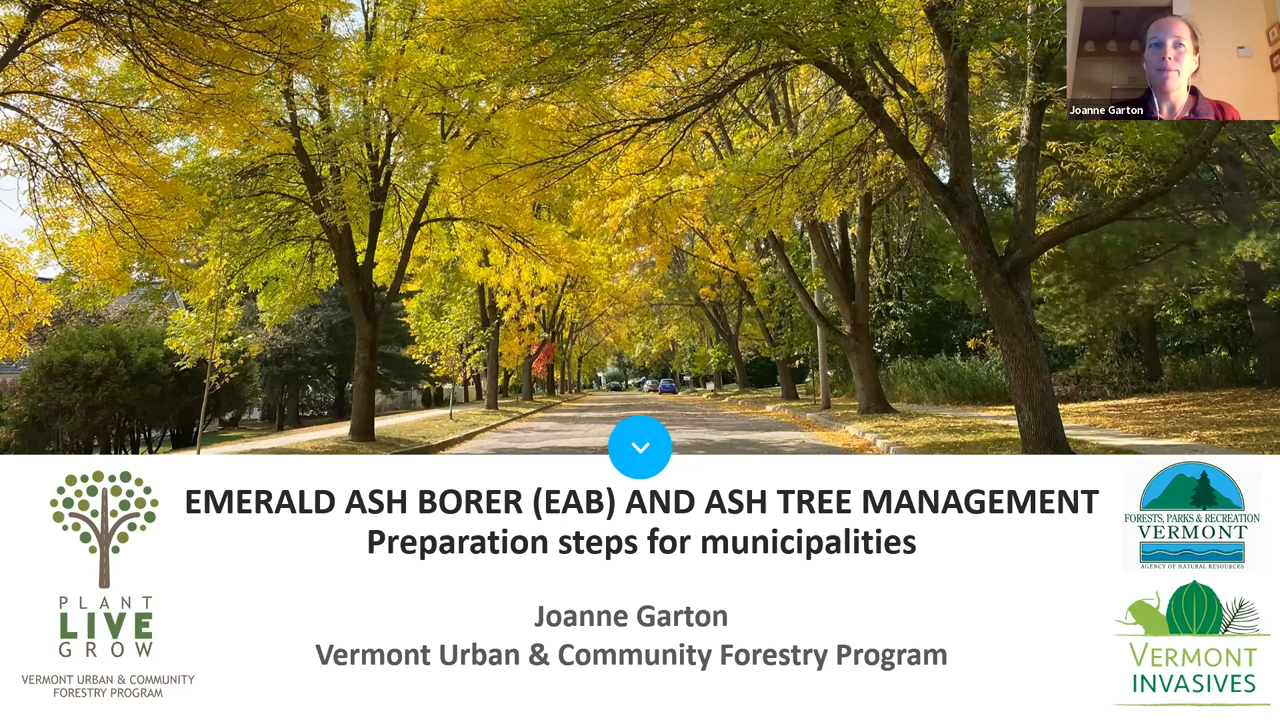 Joanne Garton
EMERALD ASH BORER (EAB) AND ASH TREE MANAGEMENT
Preparation steps for municipalities
Joanne Garton
Vermont Urban & Community Forestry Program
PLANT
LIVE
GROW
VERMONT URBAN & COMMUNITY
FORESTRY PROGRAM
FORESTS, PARKS & RECREATION
VERMONT
AGENCY OF NATURAL RESOURCES
VERMONT
INVASIVES